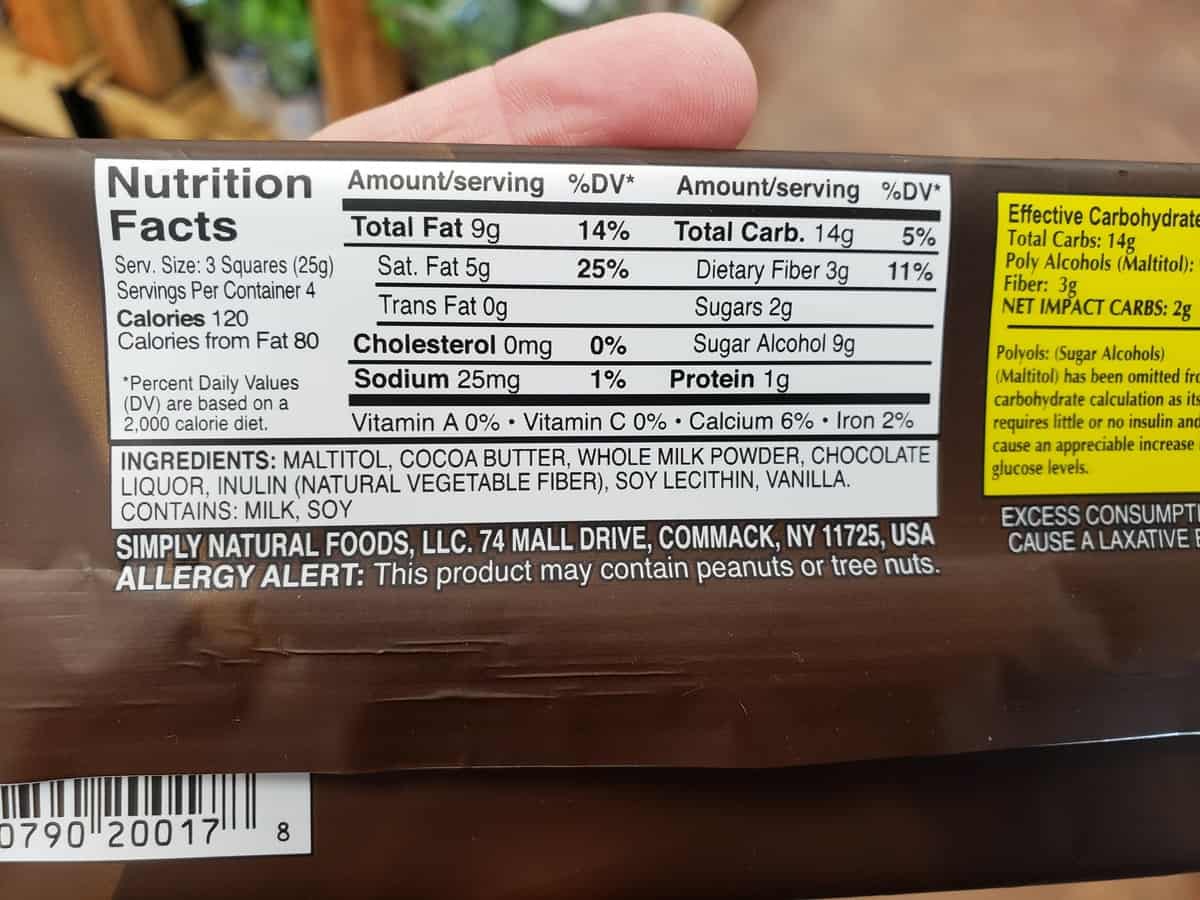 Nutrition
Facts
Serv. Size: 3 Squares (25g)
Servings Per Container 4
Calories 120
Calories from Fat 80
*Percent Daily Values
(DV) are based on a
2,000 calorie diet.
Amount/serving %DV* Amount/serving %DV*
Total Fat 9g 14% Total Carb. 14g 5%
Sat. Fat 5g 25% Dietary Fiber 3g 11%
Trans Fat 0g Sugars 2g
Cholesterol 0mg 0% Sugar Alcohol 9g
Sodium 25mg 1% Protein 1g
Vitamin A 0% • Vitamin C 0% • Calcium 6% • Iron 2%
INGREDIENTS: MALTITOL, COCOA BUTTER, WHOLE MILK POWDER, CHOCOLATE
LIQUOR, INULIN (NATURAL VEGETABLE FIBER), SOY LECITHIN, VANILLA.
CONTAINS: MILK, SOY
SIMPLY NATURAL FOODS, LLC. 74 MALL DRIVE, COMMACK, NY 11725, USA
ALLERGY ALERT: This product may contain peanuts or tree nuts.
Effective Carbohydrate
Total Carbs: 14g
Poly Alcohols (Maltitol):
Fiber: 3g
NET IMPACT CARBS: 2g
Polyols: (Sugar Alcohols)
(Maltitol) has been omitted
carbohydrate calculation as its
requires little or no insulin and
cause an appreciable increase
glucose levels.
EXCESS
CAUSE A LAXATIVE
0790 20017 8